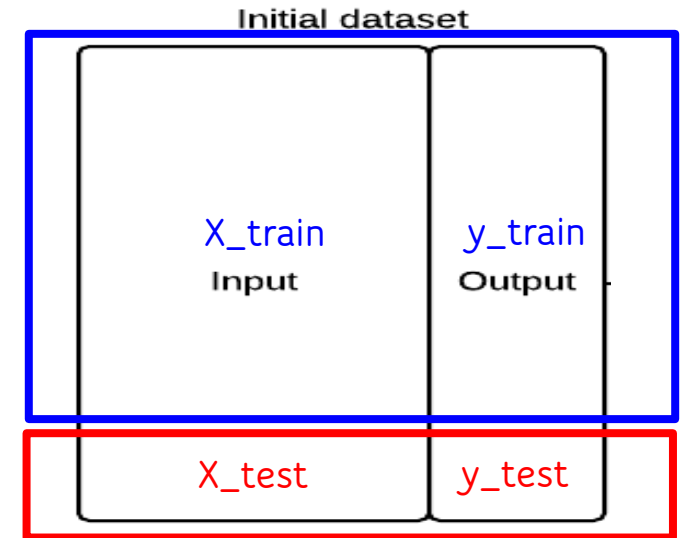 Initial dataset
X_train y_train
Input Output
X_test y_test